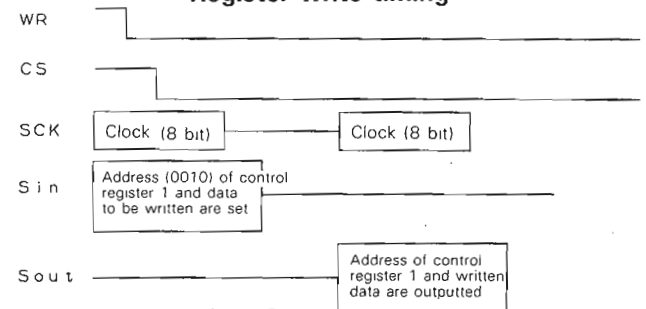 Register Write timing
WR
CS
SCK
Clock (8 bit)
Clock (8 bit)
Sin
Address (0010) of control
register 1 and data
to be written are set
Sout
Address of control
register 1 and written
data are outputted